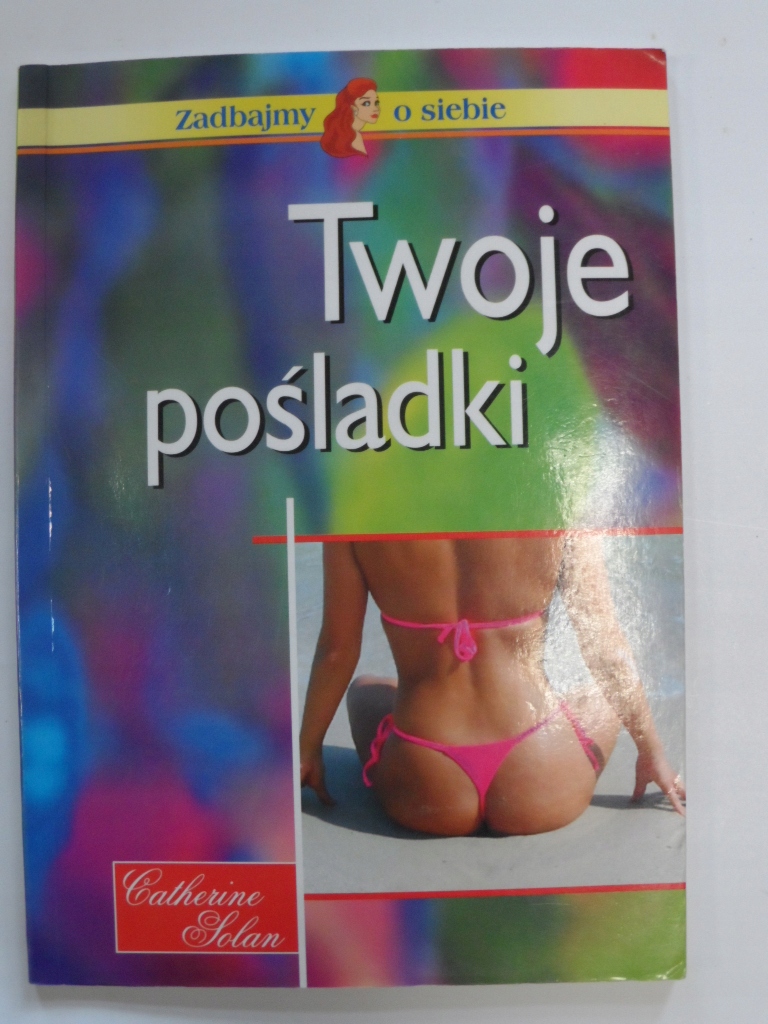 Zadbajmy o siebie
Twoje
pośladki
Catherine
Solan